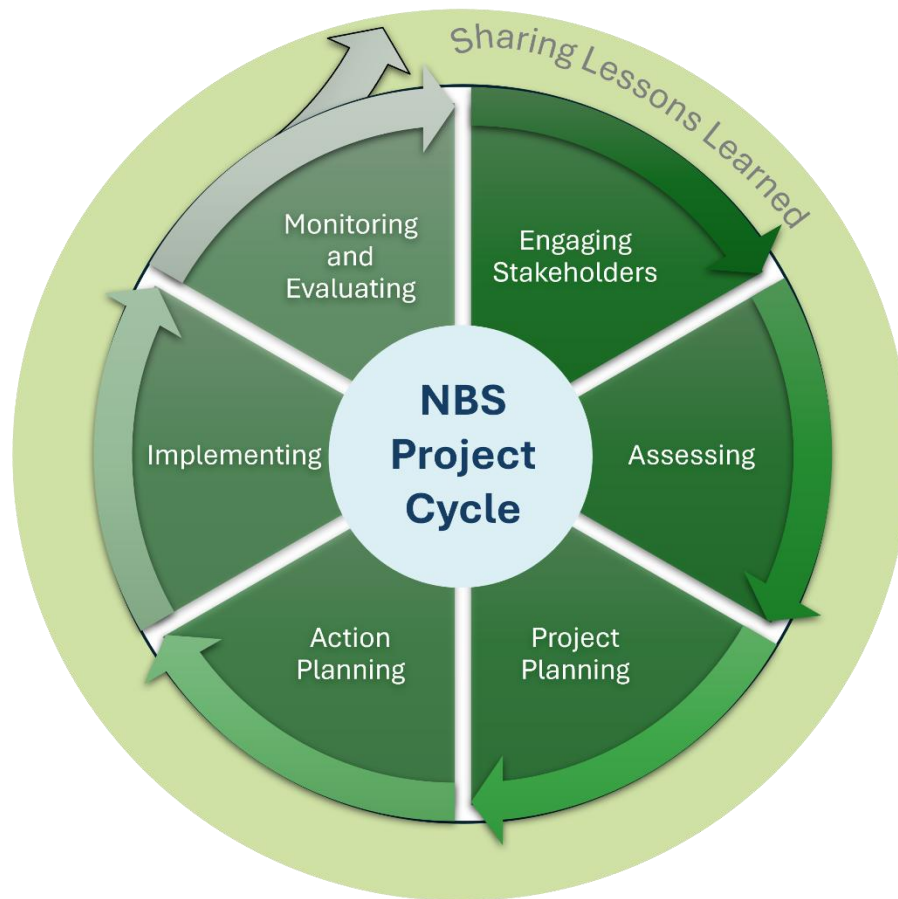 Sharing Lessons Learned
Monitoring
and
Evaluating
Engaging
Stakeholders
NBS
Project
Cycle
Implementing
Assessing
Action
Planning
Project
Planning